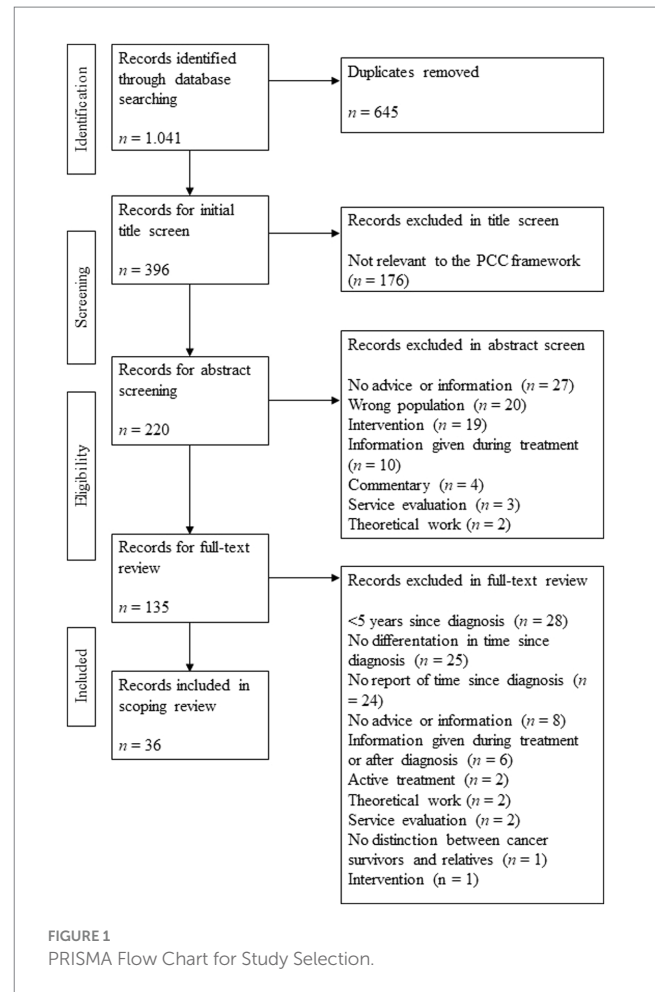 Identification
Records identified
through database
searching
n = 1.041
Duplicates removed
n = 645
Screening
Records for initial
title screen
n = 396
Records excluded in title screen
Not relevant to the PCC framework
(n = 176)
Eligibility
Records for abstract
screening
n = 220
Records excluded in abstract screen
No advice or information (n = 27)
Wrong population (n = 20)
Intervention (n = 19)
Information given during treatment
(n = 10)
Commentary (n = 4)
Service evaluation (n = 3)
Theoretical work (n = 2)
Records for full-text
review
n = 135
Records excluded in full-text review
<5 years since diagnosis (n = 28)
No differentation in time since
diagnosis (n = 25)
No report of time since diagnosis (n
= 24)
No advice or information (n = 8)
Information given during treatment
or after diagnosis (n = 6)
Active treatment (n = 2)
Theoretical work (n = 2)
Service evaluation (n = 2)
No distinction between cancer
survivors and relatives (n = 1)
Intervention (n = 1)
Included
Records included in
scoping review
n = 36
FIGURE 1
PRISMA Flow Chart for Study Selection.